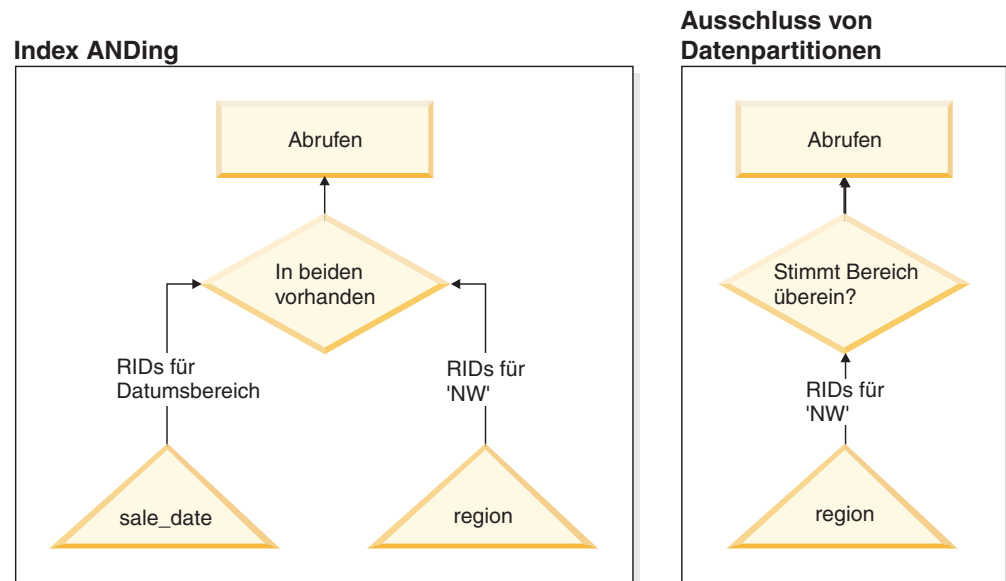 Index ANDing
Abrufen
In beiden
vorhanden
RIDs für
Datumsbereich
RIDs für
'NW'
sale_date
region
Ausschluss von
Datenpartitionen
Abrufen
Stimmt Bereich
überein?
RIDs für
'NW'
region